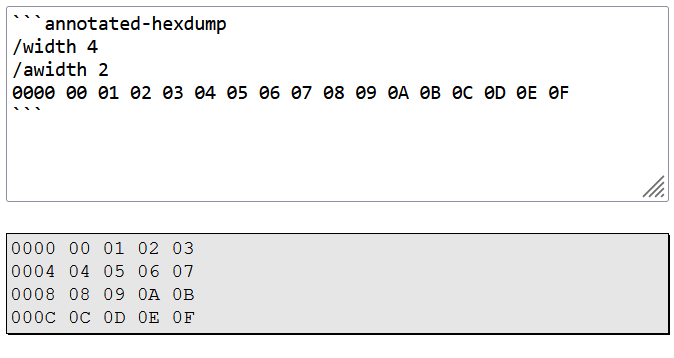 ```annotated-hexdump
/width 4
/awidth 2
0000 00 01 02 03 04 05 06 07 08 09 0A 0B 0C 0D 0E 0F
```
0000 00 01 02 03
0004 04 05 06 07
0008 08 09 0A 0B
000C 0C 0D 0E 0F